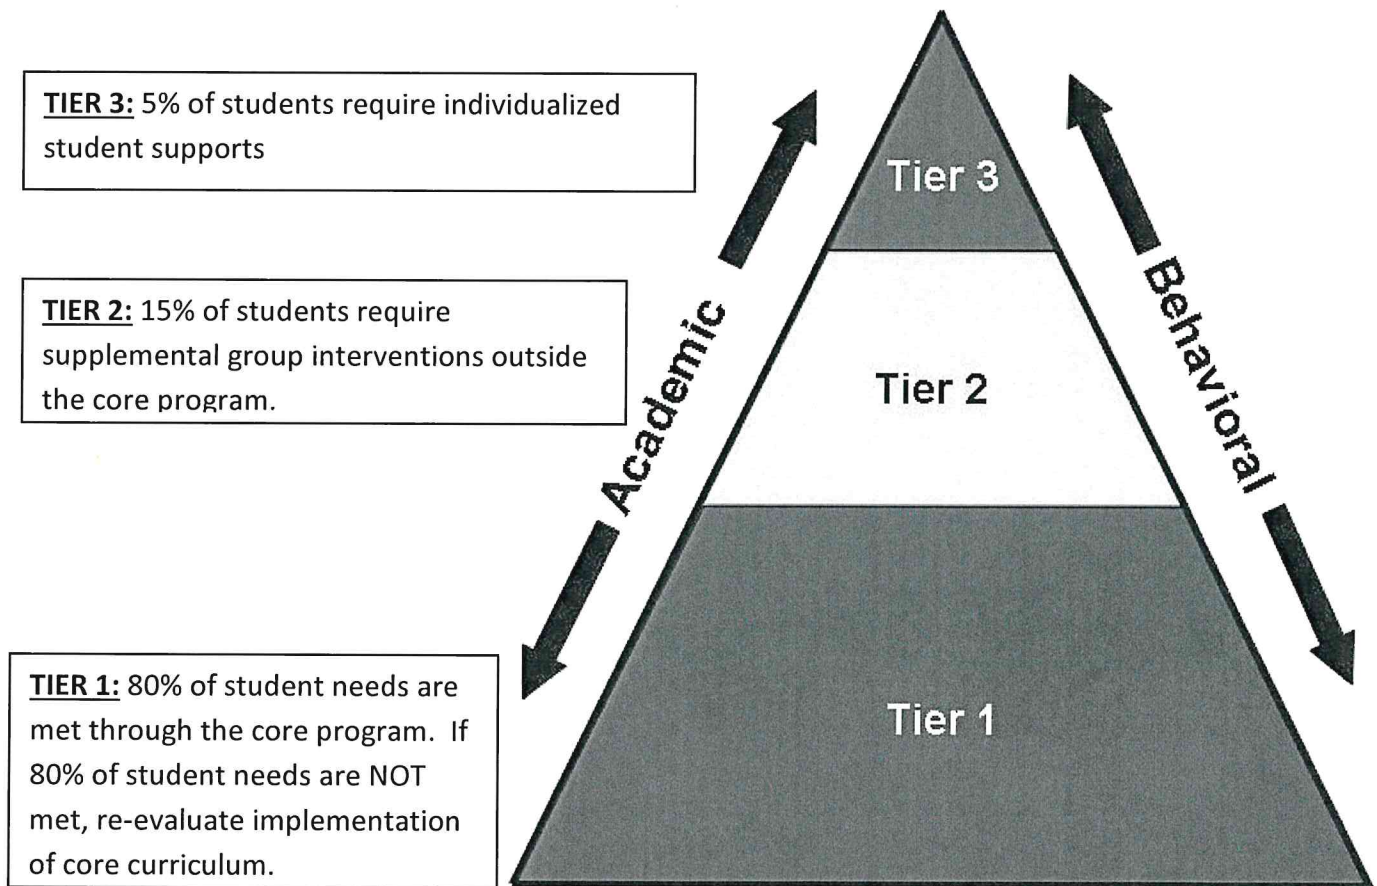 TIER 3: 5% of students require individualized
student supports
Tier 3
TIER 2: 15% of students require
supplemental group interventions outside
the core program.
Tier 2
Academic
Behavioral
TIER 1: 80% of student needs are
met through the core program.  If
80% of student needs are NOT
met, re-evaluate implementation
of core curriculum.
Tier 1